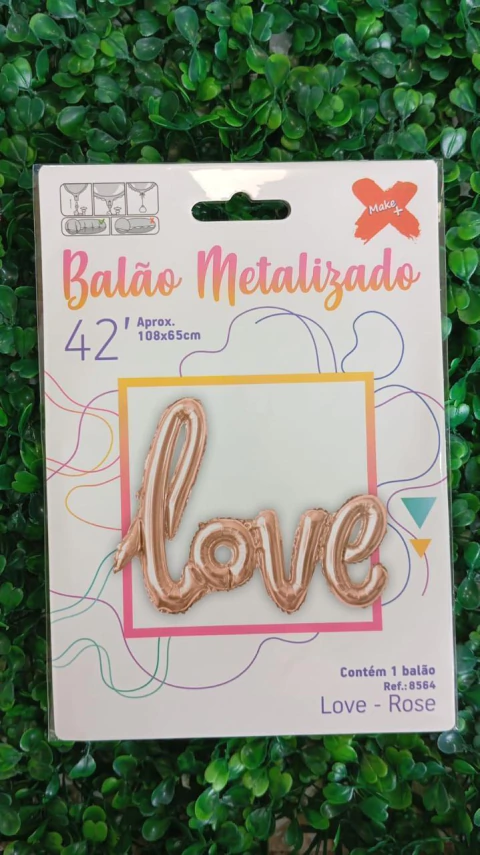 Make+
Balão Metalizado
42' Aprox.
108x65cm
love
Contém 1 balão
Ref.: 8564
Love - Rose